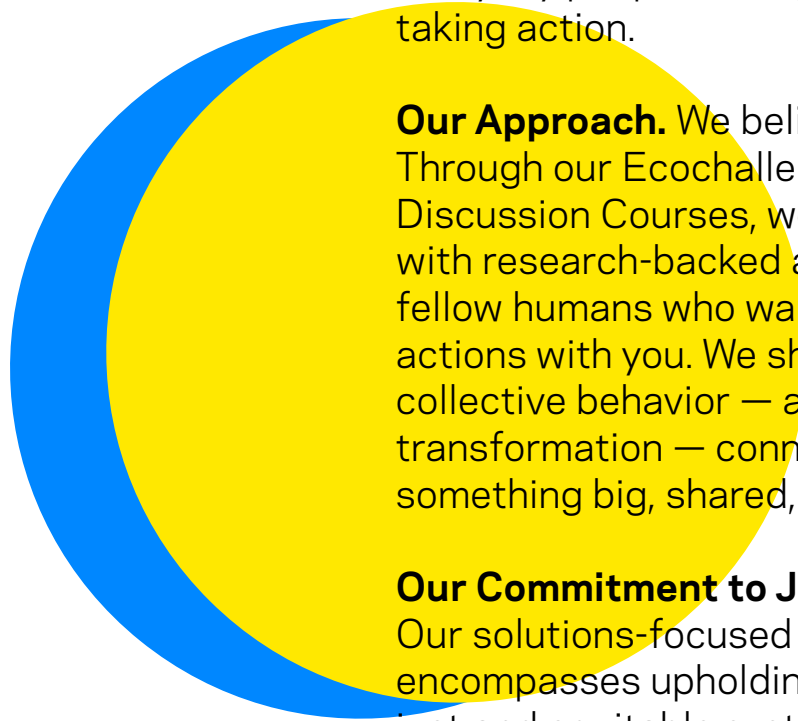 taking action.
Our Approach. We beli
Through our Ecochalle
Discussion Courses, w
with research-backed a
fellow humans who wa
actions with you. We sh
collective behavior — a
transformation — conn
something big, shared,
Our Commitment to J
Our solutions-focused
encompasses upholdin